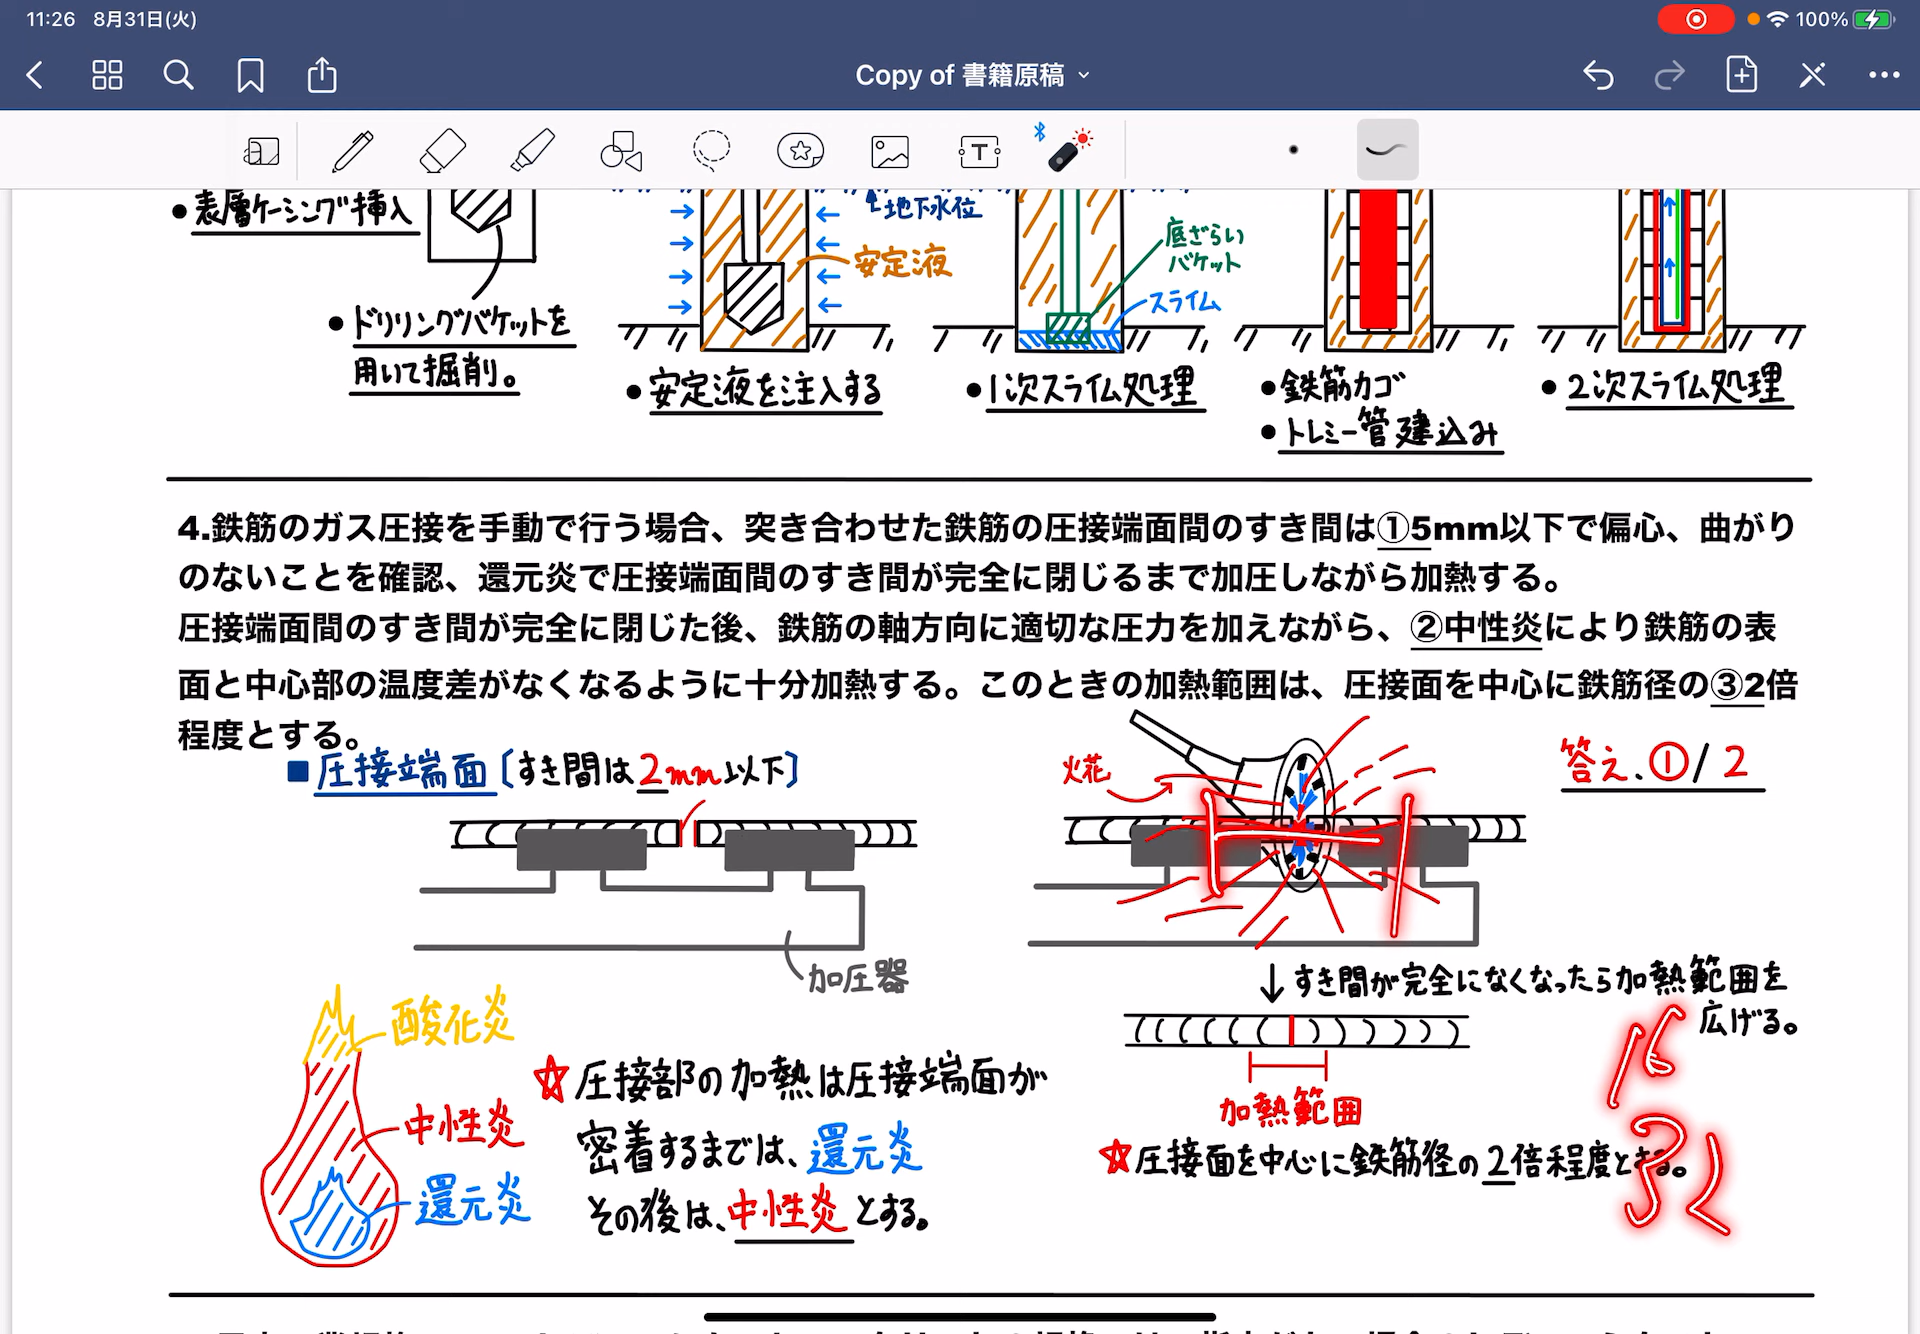 11:26 8月31日(火)
100%
Copy of 書籍原稿
T
●表層ケーシング挿入
地下水位
安定液
底ざらい
バケット
スライム
●ドリリングバケットを
用いて掘削。
●安定液を注入する
●1次スライム処理
●鉄筋カゴ
●トレミー管建込み
●2次スライム処理
4.鉄筋のガス圧接を手動で行う場合、突き合わせた鉄筋の圧接端面間のすき間は①5mm以下で偏心、曲がり
のないことを確認、還元炎で圧接端面間のすき間が完全に閉じるまで加圧しながら加熱する。
圧接端面間のすき間が完全に閉じた後、鉄筋の軸方向に適切な圧力を加えながら、②中性炎により鉄筋の表
面と中心部の温度差がなくなるように十分加熱する。このときの加熱範囲は、圧接面を中心に鉄筋径の③2倍
程度とする。
■圧接端面〔すき間は2mm以下〕
火花
答え.①/2
加圧器
↓すき間が完全になくなったら加熱範囲を
広げる。
酸化炎
中性炎
還元炎
☆圧接部の加熱は圧接端面が
密着するまでは、還元炎
その後は、中性炎とする。
加熱範囲
☆圧接面を中心に鉄筋径の2倍程度とする。
16
32